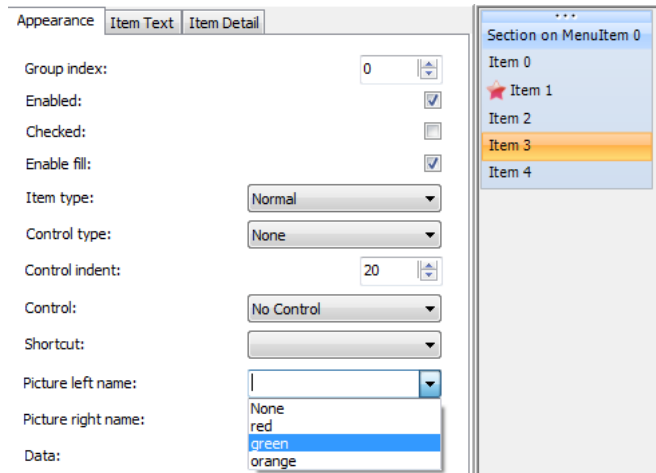 Appearance Item Text Item Detail
Group index: 0
Enabled:
Checked:
Enable fill:
Item type: Normal
Control type: None
Control indent: 20
Control: No Control
Shortcut:
Picture left name:
None
red
Picture right name:
green
Data:
orange
Section on MenuItem 0
Item 0
Item 1
Item 2
Item 3
Item 4